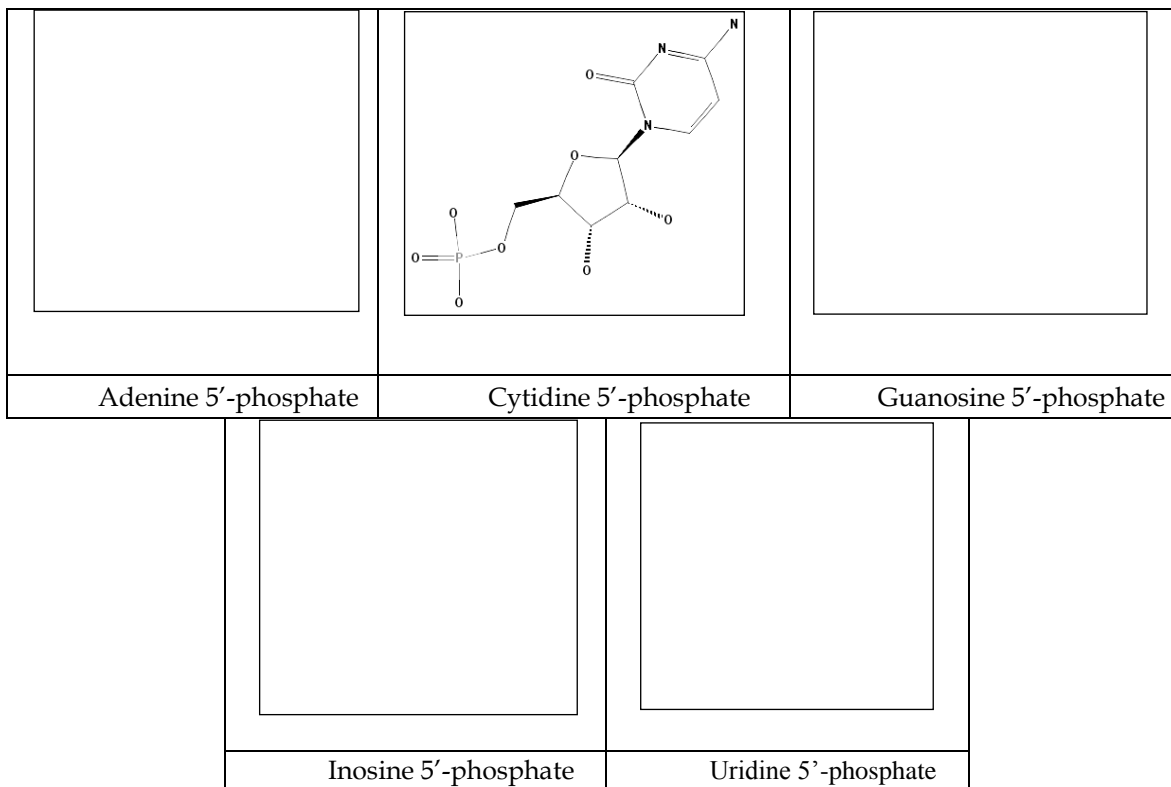 N
N
O
N
O
O
O
O
O
P
O
O
Adenine 5′-phosphate
Cytidine 5′-phosphate
Guanosine 5′-phosphate
Inosine 5′-phosphate
Uridine 5’-phosphate